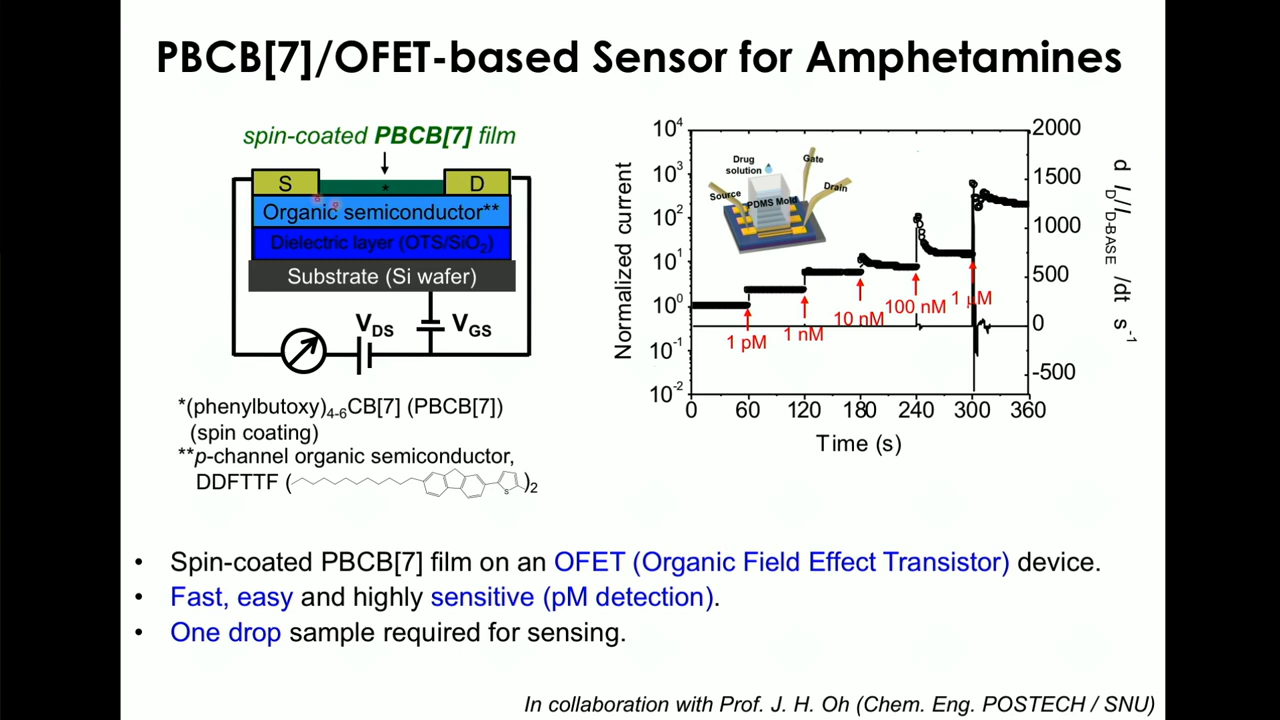 PBCB[7]/OFET-based Sensor for Amphetamines
spin-coated PBCB[7] film
S
*
D
Organic semiconductor**
Dielectric layer (OTS/SiO₂)
Substrate (Si wafer)
V_DS
V_GS
*(phenylbutoxy)₄₋₆CB[7] (PBCB[7])
(spin coating)
**p-channel organic semiconductor,
DDFTTF (
S
)₂
Normalized current
10⁴
10³
10²
10¹
10⁰
10⁻¹
10⁻²
Drug
solution
Gate
Source
Drain
PDMS Mold
1 pM
1 nM
10 nM
100 nM
1 μM
2000
1500
1000
500
0
-500
d I_D/I_D-BASE /dt s⁻¹
0 60 120 180 240 300 360
Time (s)
• Spin-coated PBCB[7] film on an OFET (Organic Field Effect Transistor) device.
• Fast, easy and highly sensitive (pM detection).
• One drop sample required for sensing.
In collaboration with Prof. J. H. Oh (Chem. Eng. POSTECH / SNU)